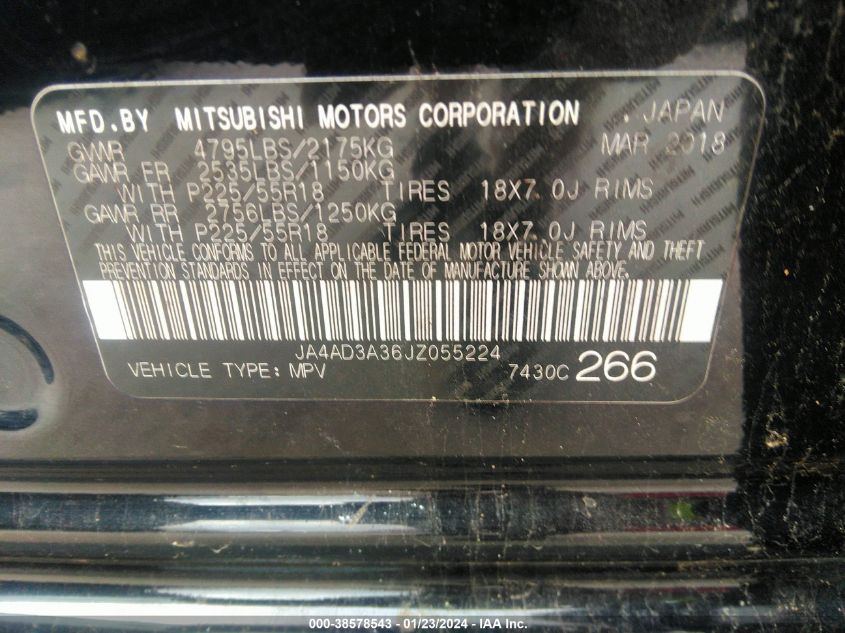 MFD.BY MITSUBISHI MOTORS CORPORATION JAPAN
GVWR 4795LBS/2175KG MAR 2018
GAWR FR 2535LBS/1150KG
WITH P225/55R18 TIRES 18X7.0J RIMS
GAWR RR 2756LBS/1250KG
WITH P225/55R18 TIRES 18X7.0J RIMS
THIS VEHICLE CONFORMS TO ALL APPLICABLE FEDERAL MOTOR VEHICLE SAFETY AND THEFT
PREVENTION STANDARDS IN EFFECT ON THE DATE OF MANUFACTURE SHOWN ABOVE.
JA4AD3A36JZ055224
VEHICLE TYPE: MPV 7430C 266
000-38578543 - 01/23/2024 - IAA Inc.